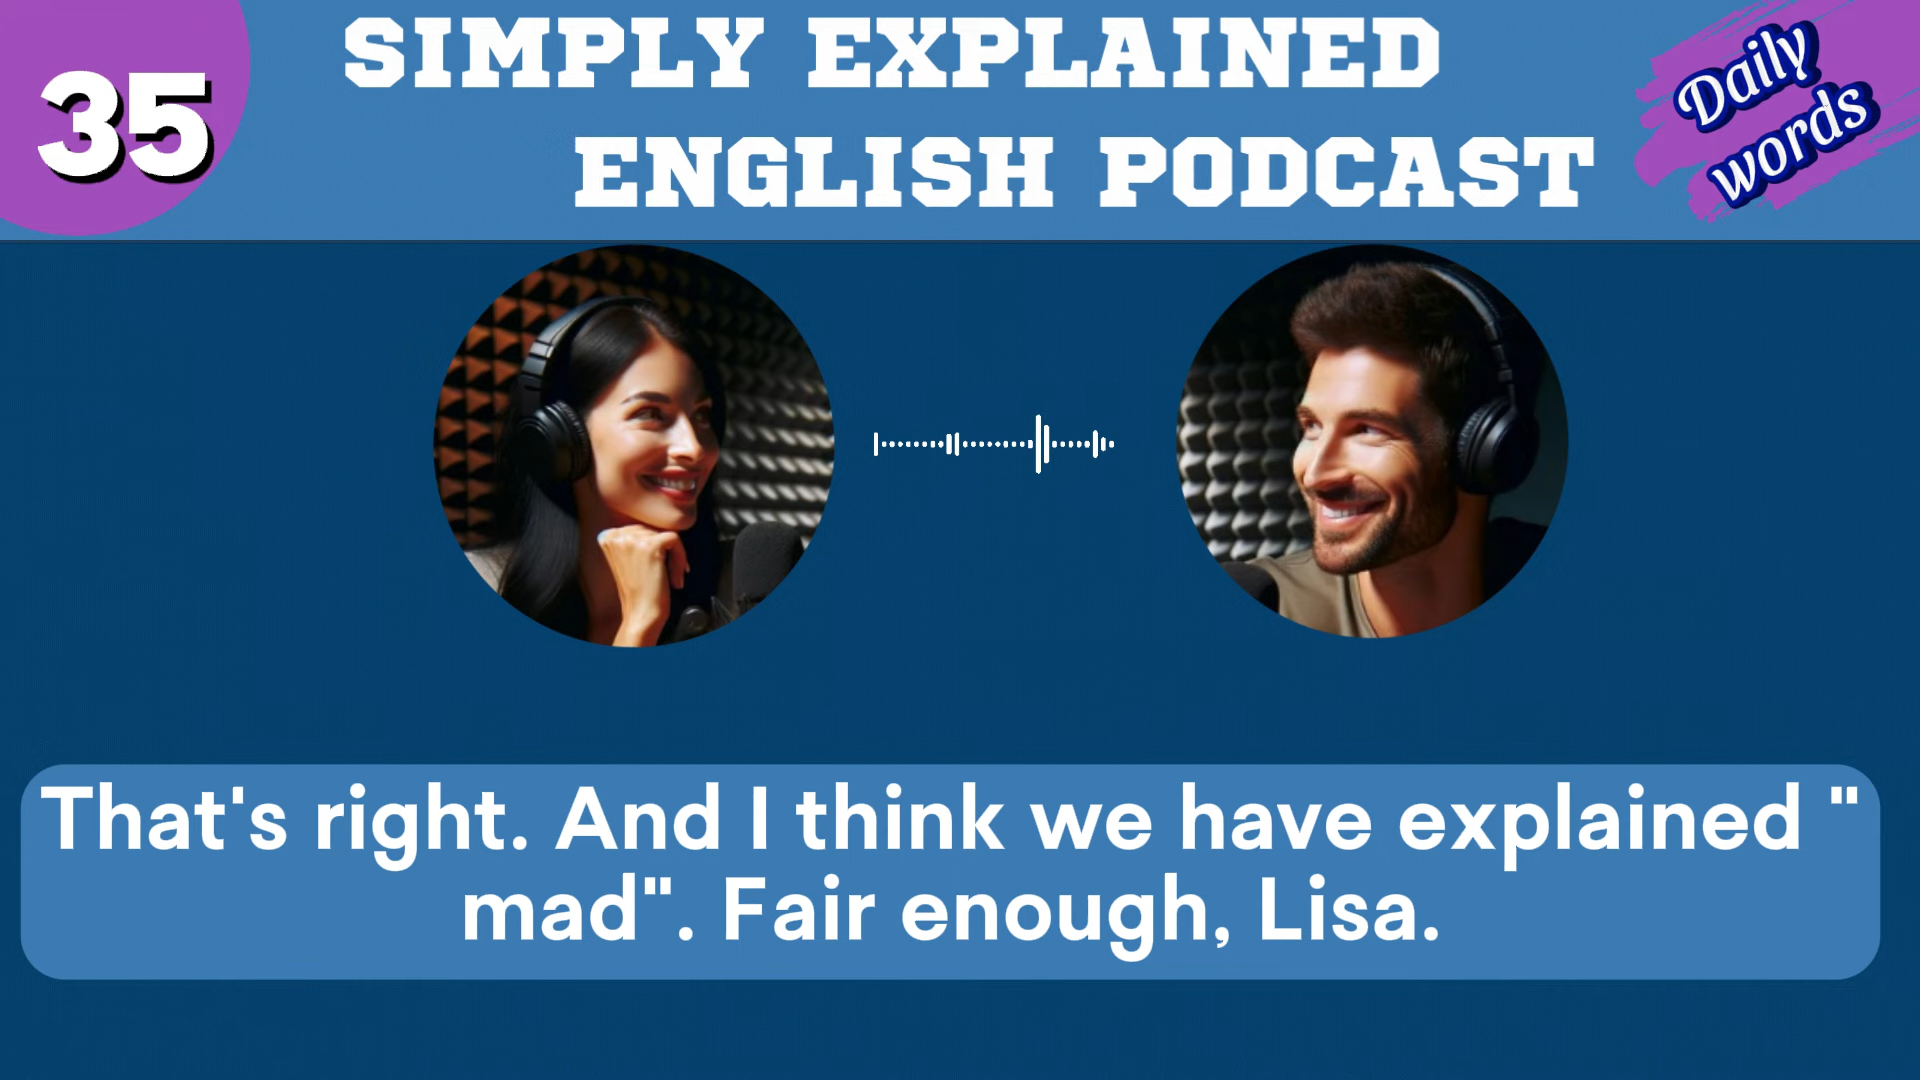 35
SIMPLY EXPLAINED
ENGLISH PODCAST
Daily
words
That's right. And I think we have explained "
mad". Fair enough, Lisa.